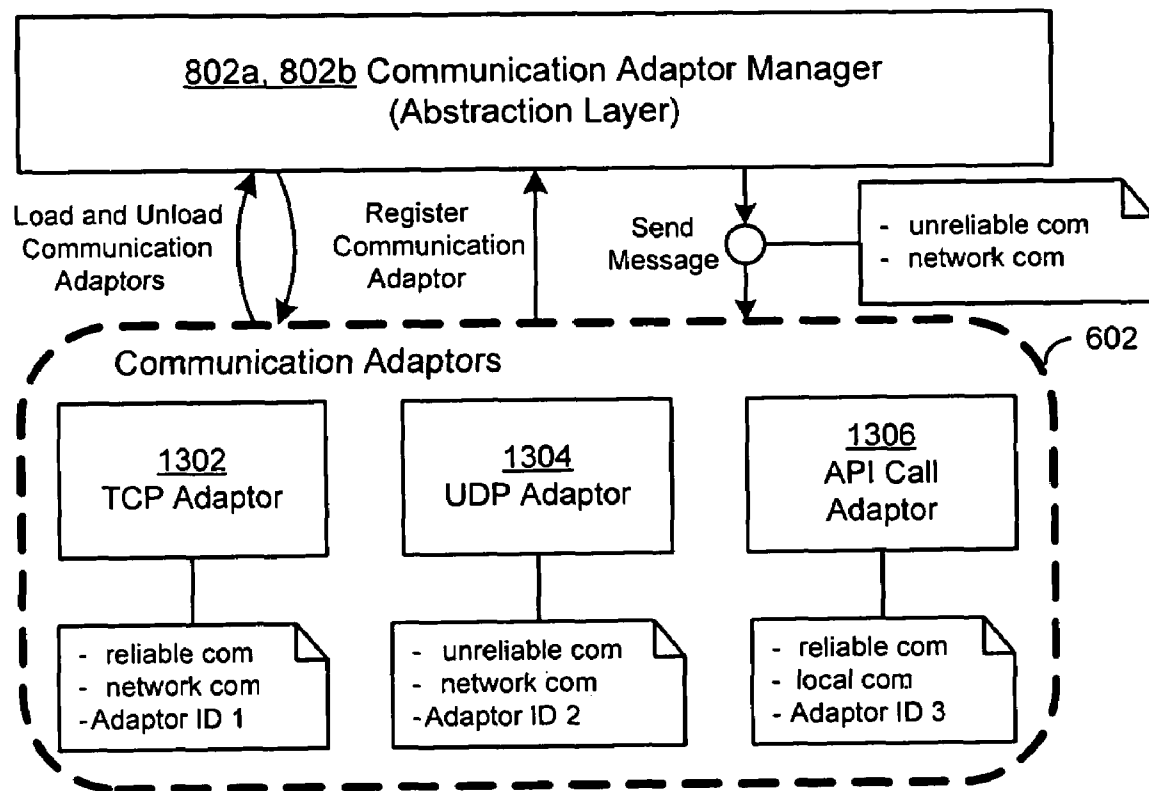 802a, 802b Communication Adaptor Manager
(Abstraction Layer)
Load and Unload
Communication
Adaptors
Register
Communication
Adaptor
Send
Message
- unreliable com
- network com
602
Communication Adaptors
1302
TCP Adaptor
1304
UDP Adaptor
1306
API Call
Adaptor
- reliable com
- network com
-Adaptor ID 1
- unreliable com
- network com
-Adaptor ID 2
- reliable com
- local com
- Adaptor ID 3